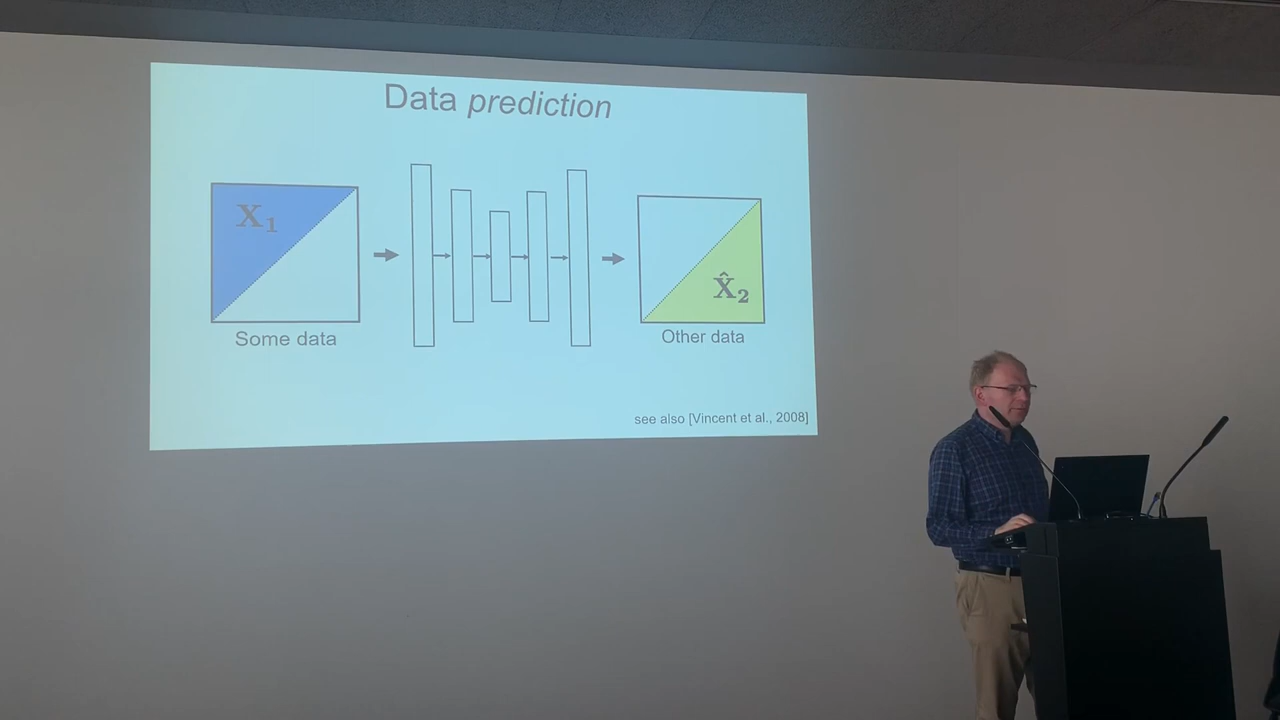 Data prediction
X₁
X̂₂
Some data
Other data
see also [Vincent et al., 2008]